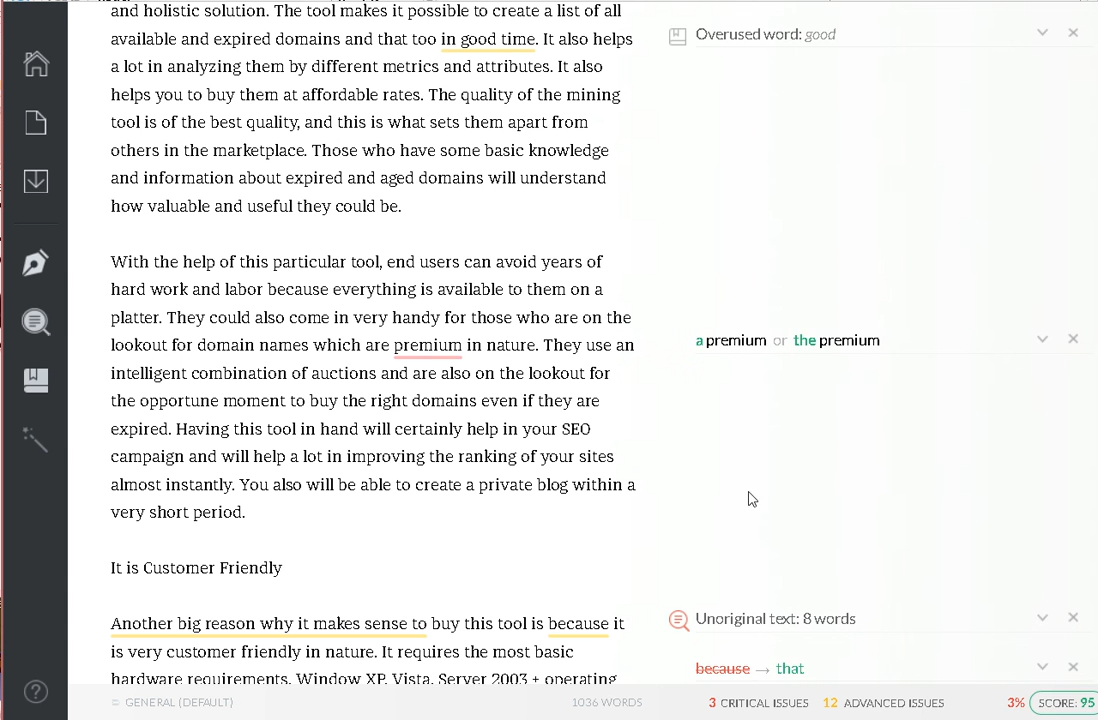 and holistic solution. The tool makes it possible to create a list of all
available and expired domains and that too in good time. It also helps
a lot in analyzing them by different metrics and attributes. It also
helps you to buy them at affordable rates. The quality of the mining
tool is of the best quality, and this is what sets them apart from
others in the marketplace. Those who have some basic knowledge
and information about expired and aged domains will understand
how valuable and useful they could be.
With the help of this particular tool, end users can avoid years of
hard work and labor because everything is available to them on a
platter. They could also come in very handy for those who are on the
lookout for domain names which are premium in nature. They use an
intelligent combination of auctions and are also on the lookout for
the opportune moment to buy the right domains even if they are
expired. Having this tool in hand will certainly help in your SEO
campaign and will help a lot in improving the ranking of your sites
almost instantly. You also will be able to create a private blog within a
very short period.
It is Customer Friendly
Another big reason why it makes sense to buy this tool is because it
is very customer friendly in nature. It requires the most basic
hardware requirements. Window XP, Vista, Server 2003 + operating
Overused word: good
a premium or the premium
Unoriginal text: 8 words
because → that
GENERAL (DEFAULT)
1036 WORDS
3 CRITICAL ISSUES
12 ADVANCED ISSUES
3%
SCORE: 95